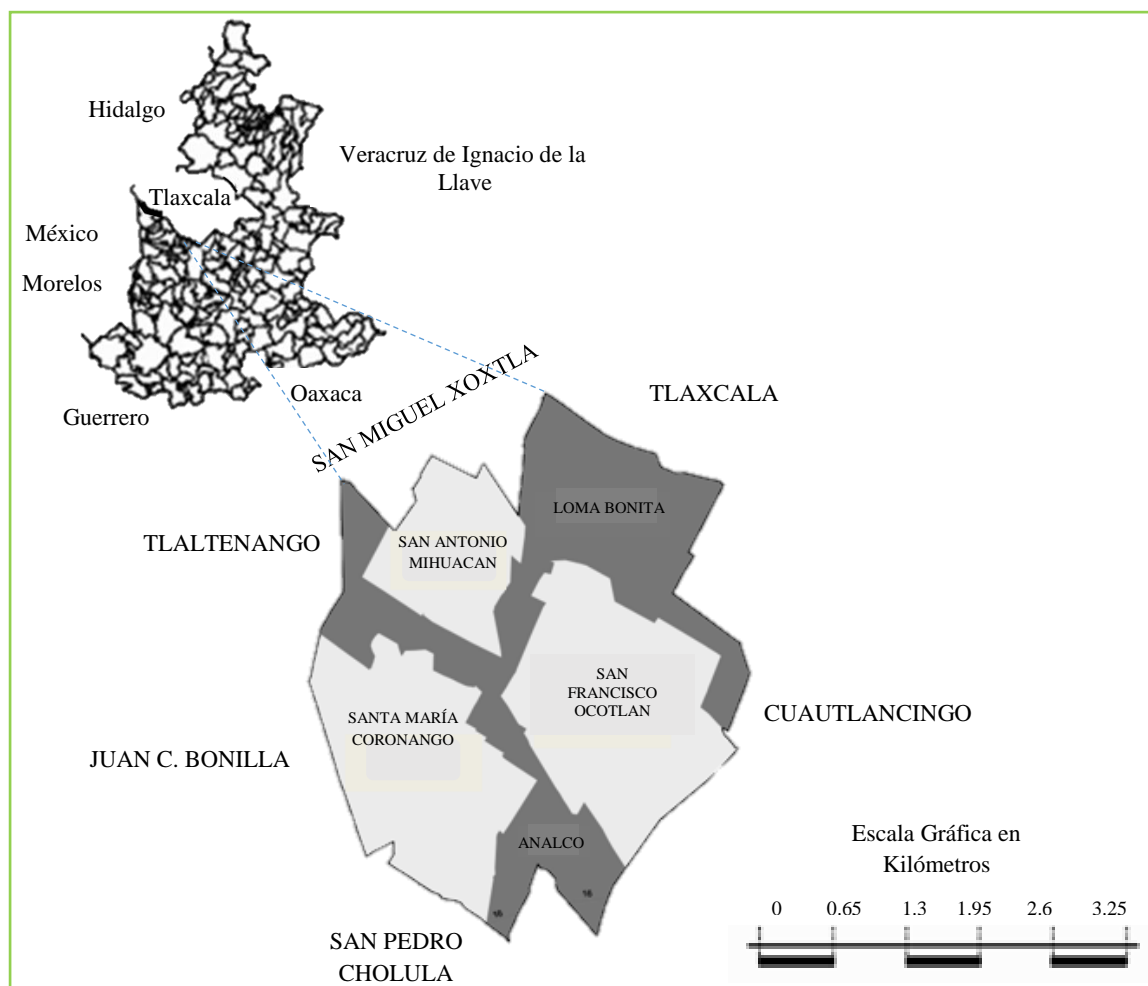 Hidalgo
Veracruz de Ignacio de la
Llave
Tlaxcala
México
Morelos
Oaxaca
Guerrero
SAN MIGUEL XOXTLA
TLAXCALA
LOMA BONITA
TLALTENANGO
SAN ANTONIO
MIHUACAN
SAN
FRANCISCO
OCOTLAN
SANTA MARÍA
CORONANGO
CUAUTLANCINGO
JUAN C. BONILLA
ANALCO
Escala Gráfica en
Kilómetros
16
16
0 0.65 1.3 1.95 2.6 3.25
SAN PEDRO
CHOLULA